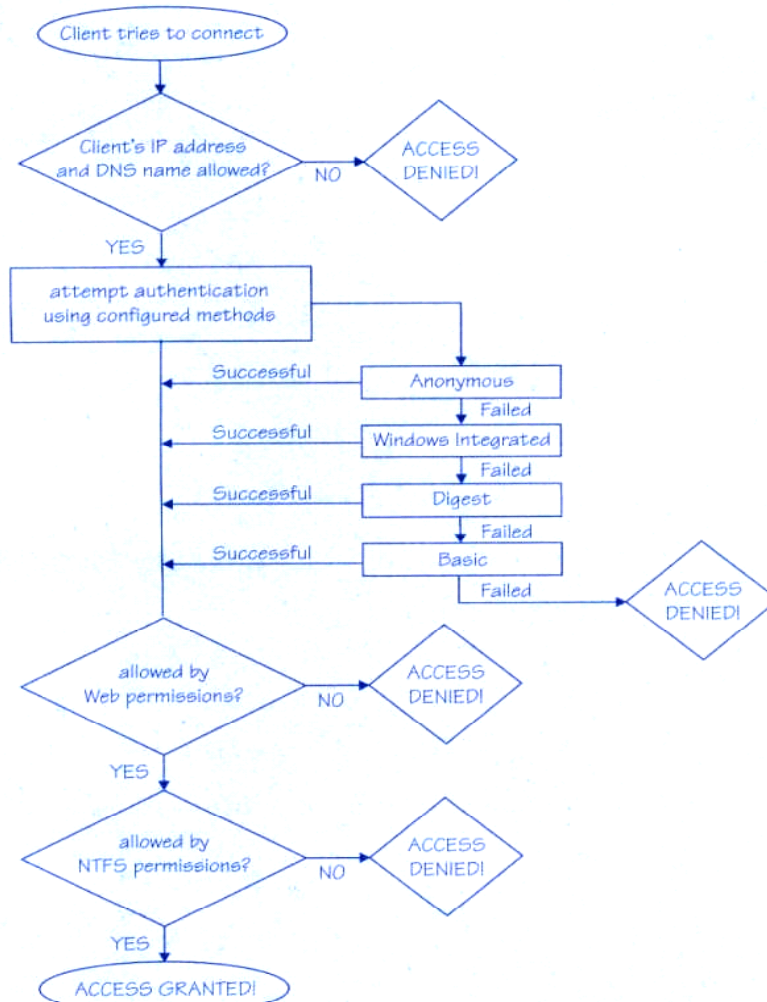 Client tries to connect
Client's IP address
and DNS name allowed?
NO
ACCESS
DENIED!
YES
attempt authentication
using configured methods
Successful
Anonymous
Failed
Successful
Windows Integrated
Failed
Successful
Digest
Failed
Successful
Basic
Failed
ACCESS
DENIED!
allowed by
Web permissions?
NO
ACCESS
DENIED!
YES
allowed by
NTFS permissions?
NO
ACCESS
DENIED!
YES
ACCESS GRANTED!